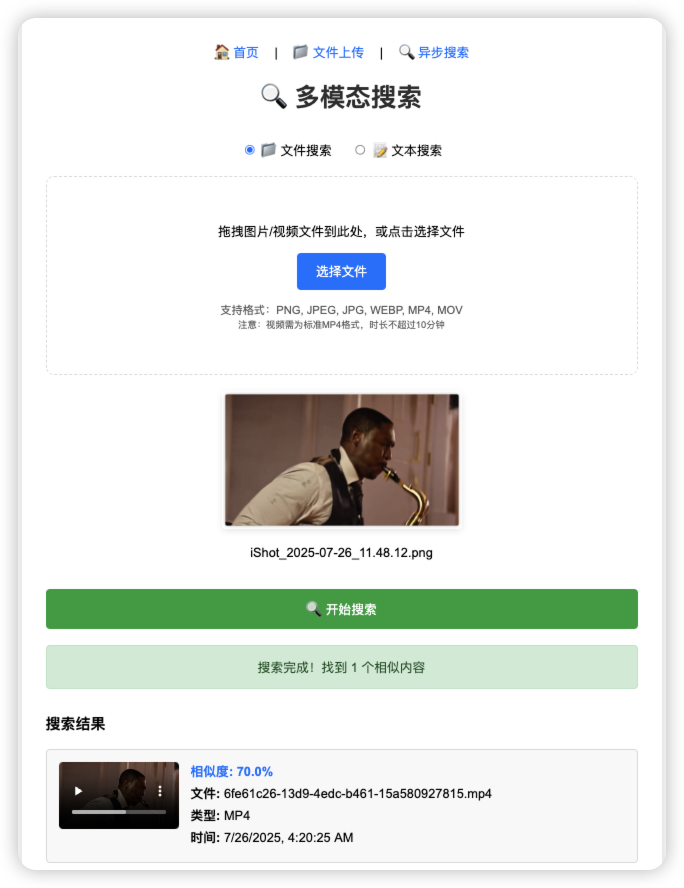 🏠 首页 | 📁 文件上传 | 🔍 异步搜索
🔍 多模态搜索
📁 文件搜索 📝 文本搜索
拖拽图片/视频文件到此处，或点击选择文件
选择文件
支持格式：PNG, JPEG, JPG, WEBP, MP4, MOV
注意：视频需为标准MP4格式，时长不超过10分钟
iShot_2025-07-26_11.48.12.png
🔍 开始搜索
搜索完成！找到 1 个相似内容
搜索结果
相似度: 70.0%
文件: 6fe61c26-13d9-4edc-b461-15a580927815.mp4
类型: MP4
时间: 7/26/2025, 4:20:25 AM